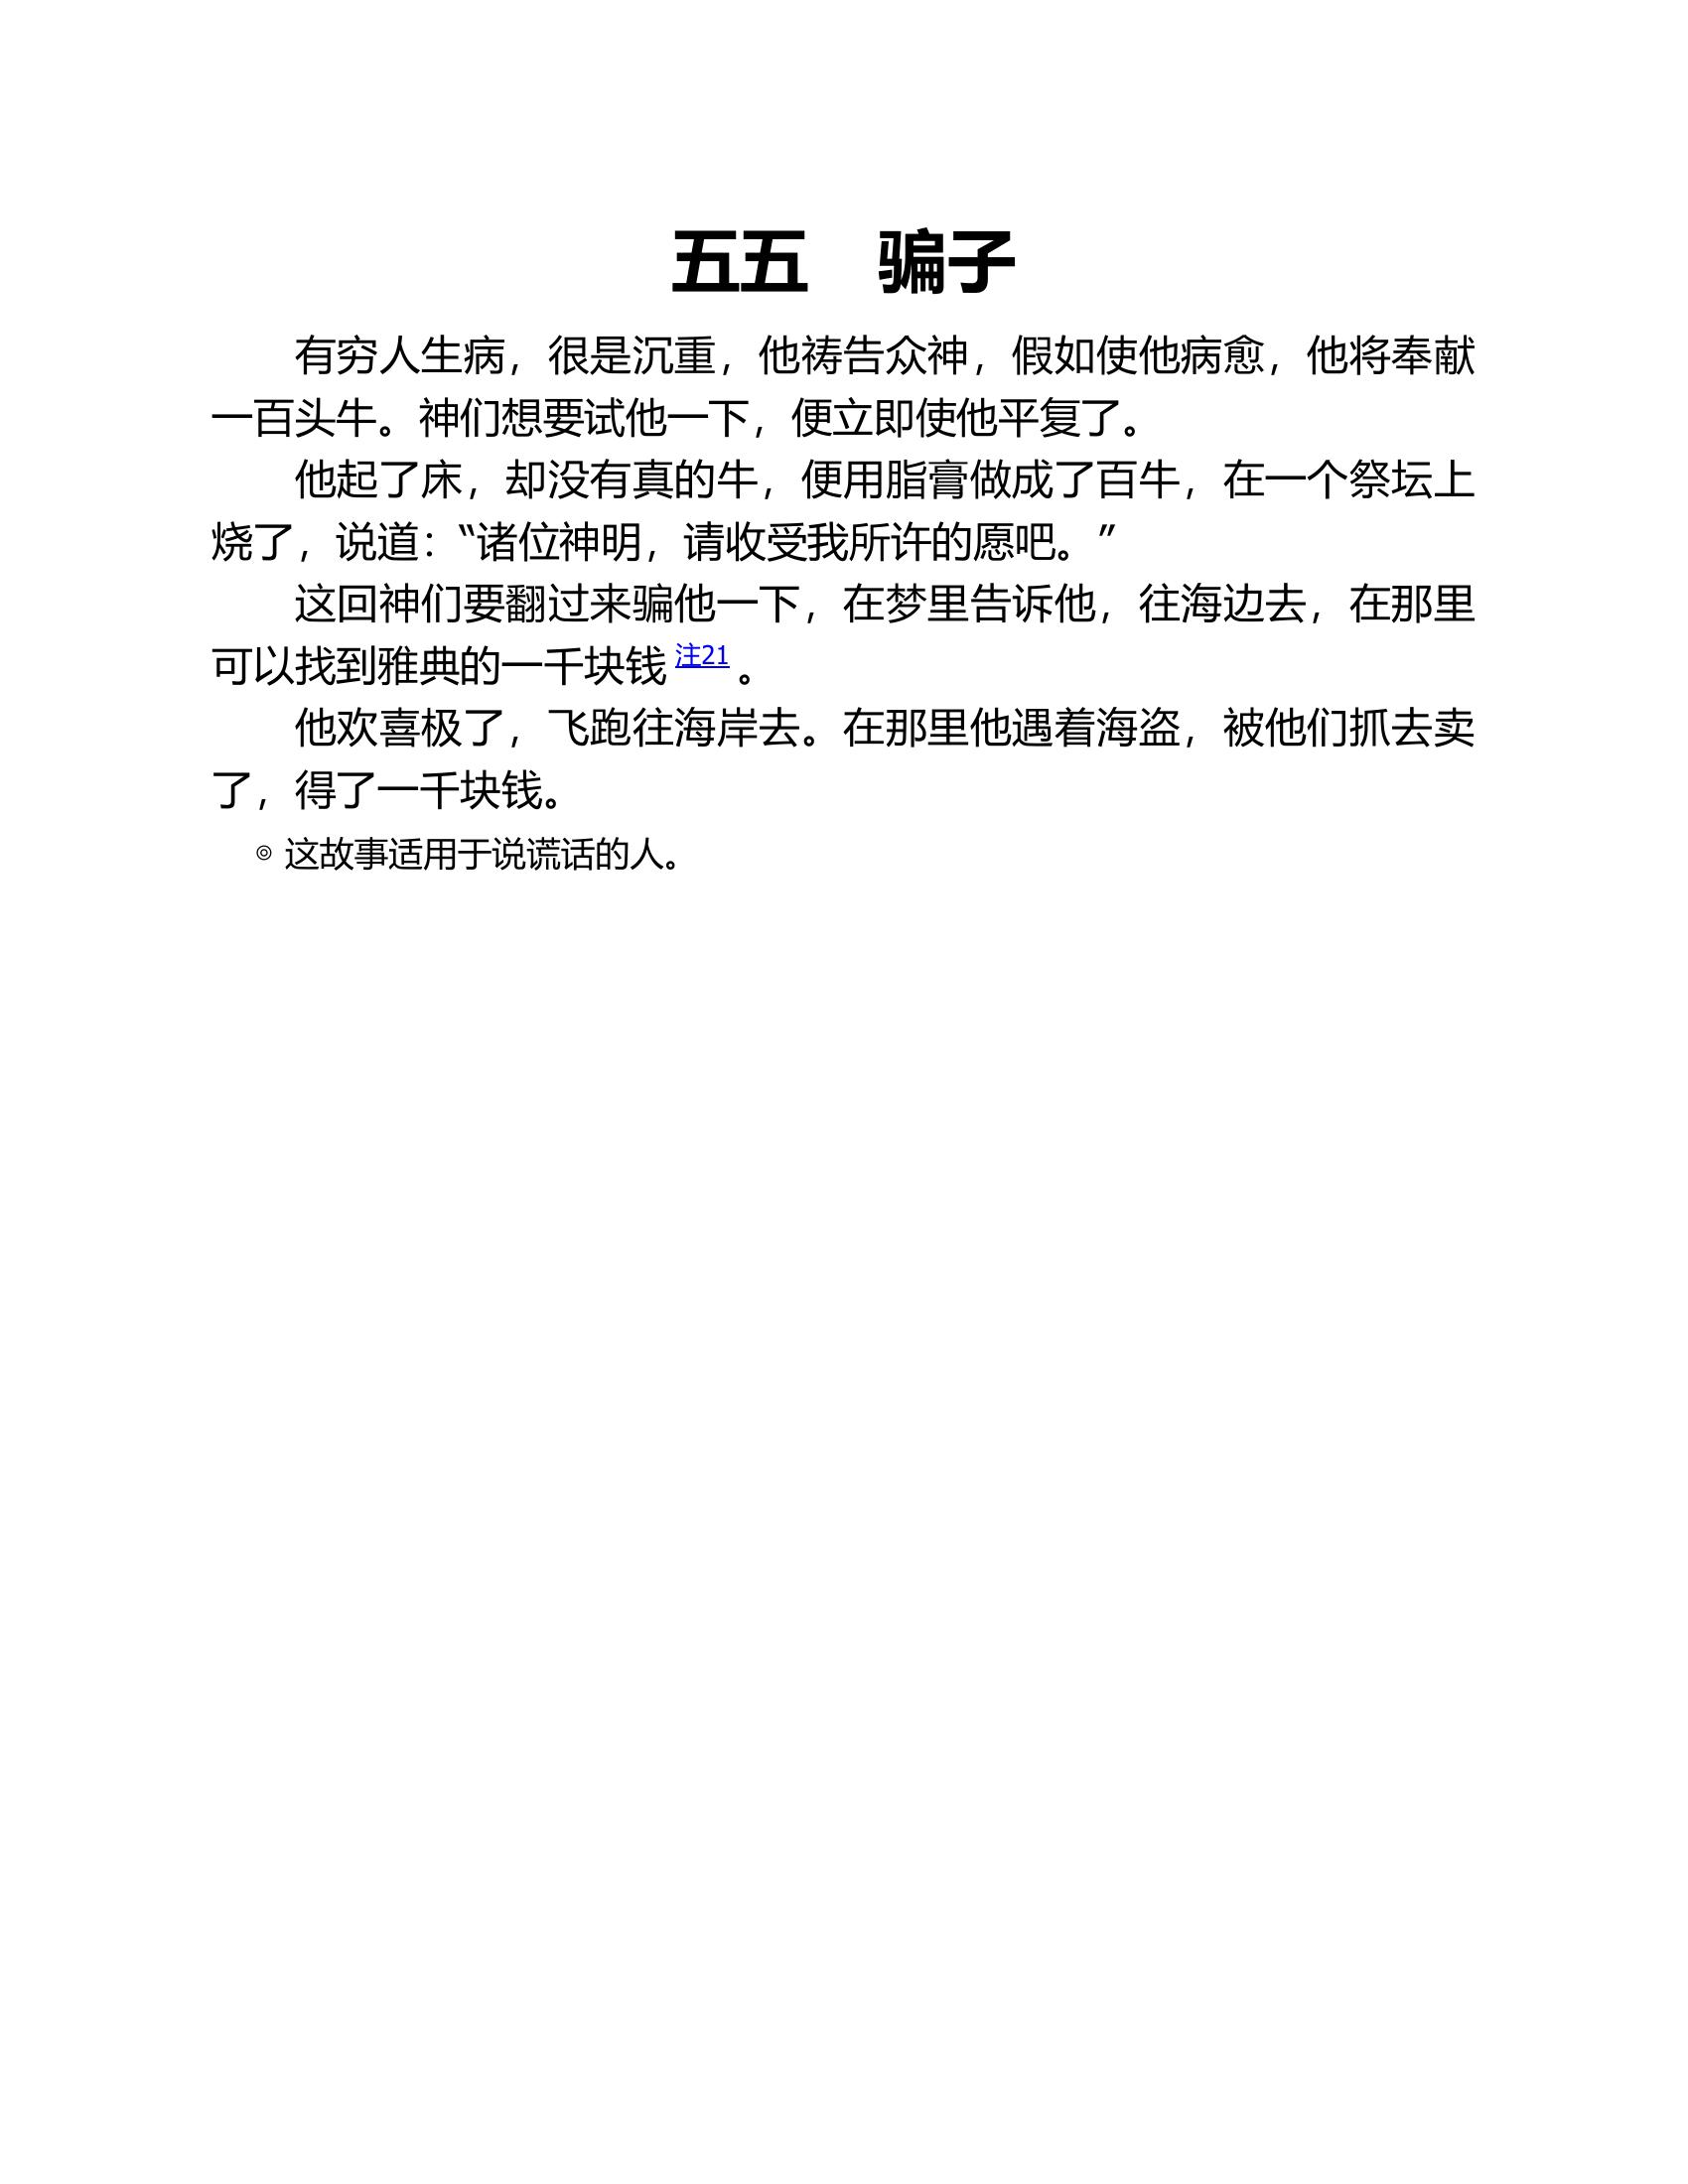 五五　骗子
有穷人生病，很是沉重，他祷告众神，假如使他病愈，他将奉献
一百头牛。神们想要试他一下，便立即使他平复了。
他起了床，却没有真的牛，便用脂膏做成了百牛，在一个祭坛上
烧了，说道：“诸位神明，请收受我所许的愿吧。”
这回神们要翻过来骗他一下，在梦里告诉他，往海边去，在那里
可以找到雅典的一千块钱 注21 。
他欢喜极了，飞跑往海岸去。在那里他遇着海盗，被他们抓去卖
了，得了一千块钱。
◎ 这故事适用于说谎话的人。